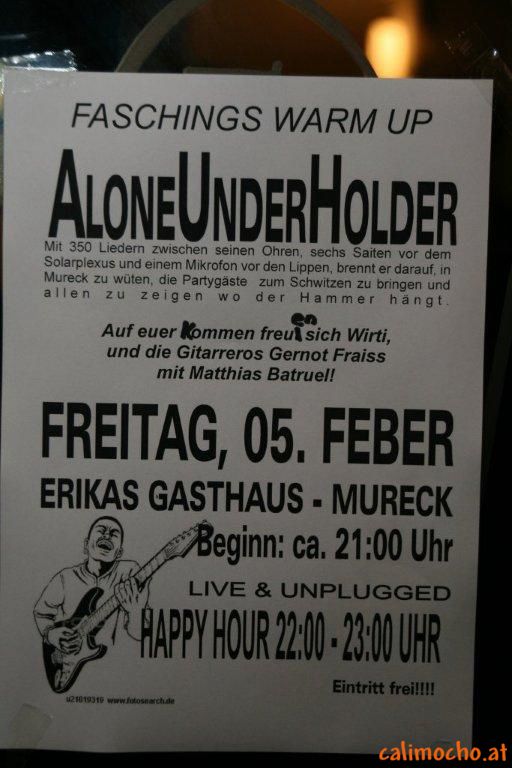 FASCHINGS WARM UP
ALONEUNDERHOLDER
Mit 350 Liedern zwischen seinen Ohren, sechs Saiten vor dem
Solarplexus und einem Mikrofon vor den Lippen, brennt er darauf, in
Mureck zu wüten, die Partygäste zum Schwitzen zu bringen und
allen zu zeigen wo der Hammer hängt.
Auf euer Kommen freuen sich Wirti,
und die Gitarreros Gernot Fraiss
mit Matthias Batruel!
FREITAG, 05. FEBER
ERIKAS GASTHAUS - MURECK
Beginn: ca. 21:00 Uhr
LIVE & UNPLUGGED
HAPPY HOUR 22:00 - 23:00 UHR
Eintritt frei!!!!
u21619319 www.fotosearch.de
calimocho.at